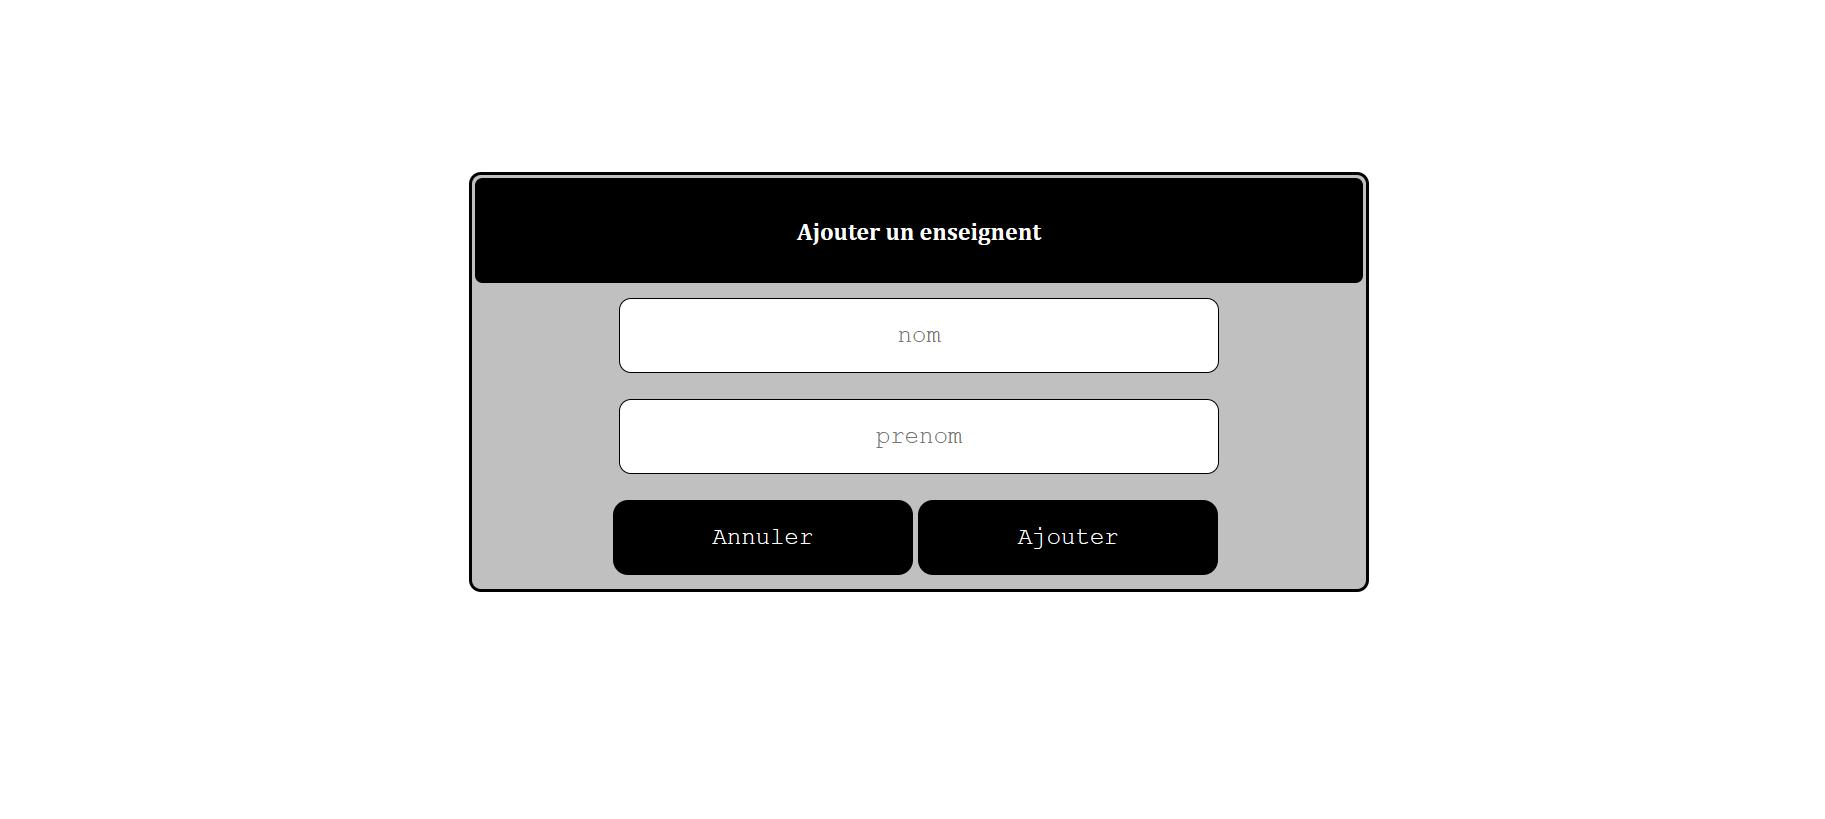 Ajouter un enseignent
nom
prenom
Annuler Ajouter